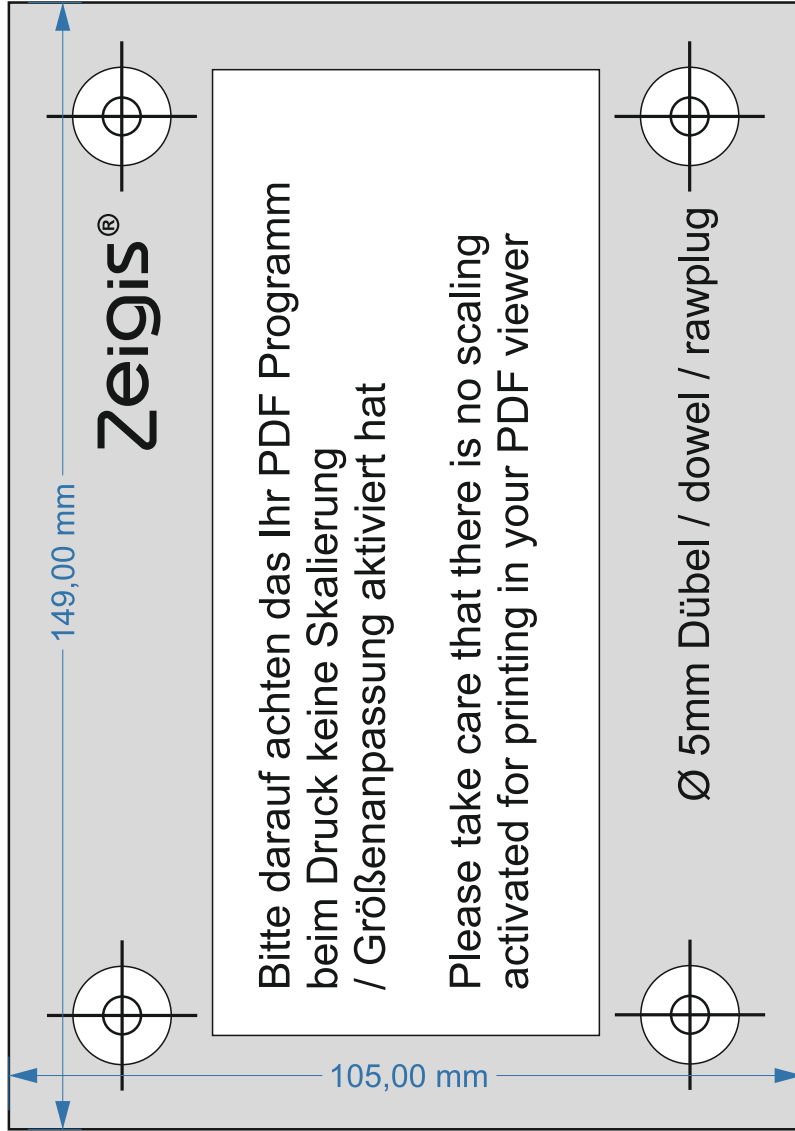 Zeigis®
149,00 mm
Bitte darauf achten das Ihr PDF Programm
beim Druck keine Skalierung
/ Größenanpassung aktiviert hat
Please take care that there is no scaling
activated for printing in your PDF viewer
Ø 5mm Dübel / dowel / rawplug
105,00 mm